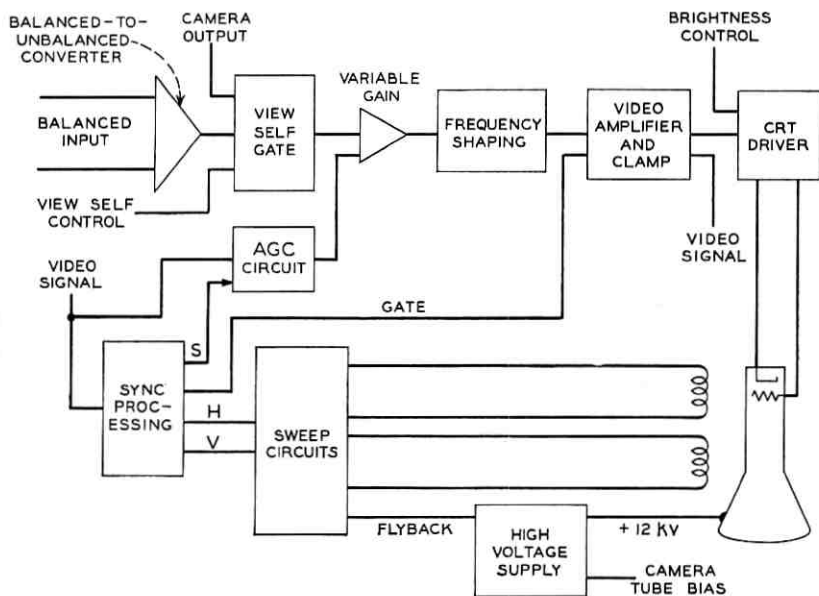 BALANCED-TO-
UNBALANCED
CONVERTER
CAMERA
OUTPUT
BRIGHTNESS
CONTROL
BALANCED
INPUT
VIEW
SELF
GATE
VARIABLE
GAIN
FREQUENCY
SHAPING
VIDEO
AMPLIFIER
AND
CLAMP
CRT
DRIVER
VIEW SELF
CONTROL
VIDEO
SIGNAL
AGC
CIRCUIT
VIDEO
SIGNAL
GATE
S
SYNC
PROC-
ESSING
H
V
SWEEP
CIRCUITS
FLYBACK
HIGH
VOLTAGE
SUPPLY
+12 KV
CAMERA
TUBE BIAS